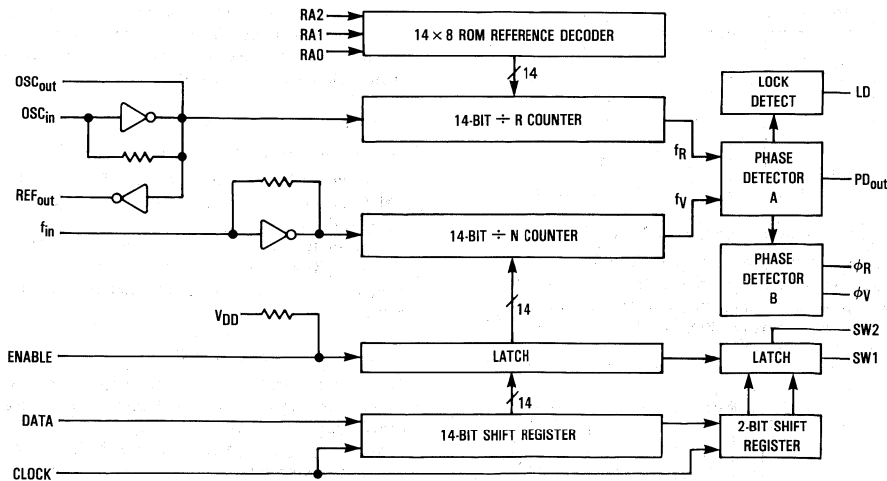 RA2
RA1
RA0
14 × 8 ROM REFERENCE DECODER
14
OSCout
OSCin
14-BIT ÷ R COUNTER
LOCK
DETECT
LD
fR
PHASE
DETECTOR
A
PDout
REFout
fin
fV
14-BIT ÷ N COUNTER
PHASE
DETECTOR
B
ϕR
ϕV
14
VDD
SW2
ENABLE
LATCH
LATCH
SW1
14
DATA
14-BIT SHIFT REGISTER
2-BIT SHIFT
REGISTER
CLOCK